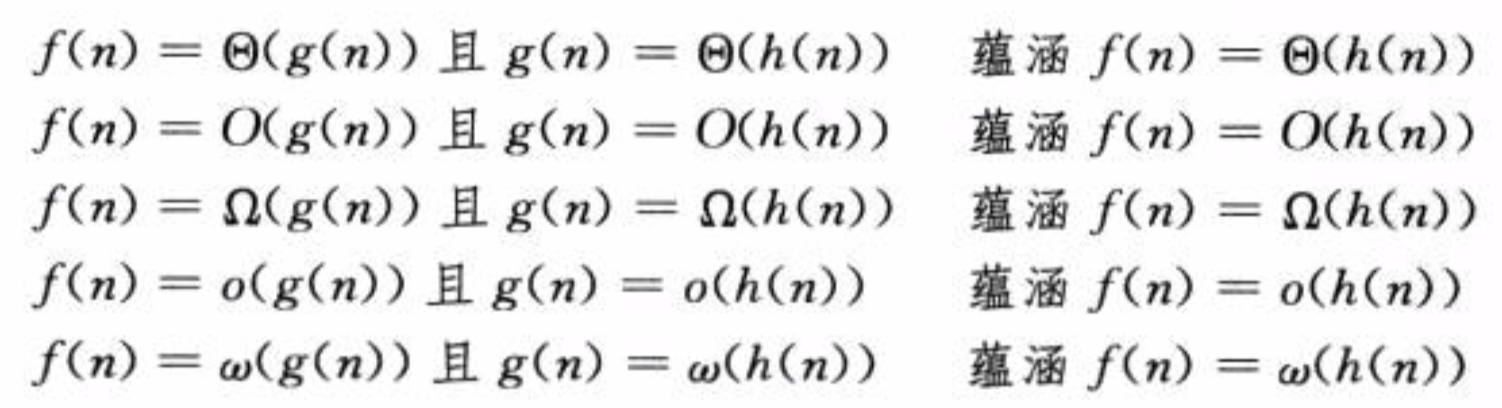 f(n) = Θ(g(n)) 且 g(n) = Θ(h(n)) 蕴涵 f(n) = Θ(h(n))
f(n) = O(g(n)) 且 g(n) = O(h(n)) 蕴涵 f(n) = O(h(n))
f(n) = Ω(g(n)) 且 g(n) = Ω(h(n)) 蕴涵 f(n) = Ω(h(n))
f(n) = o(g(n)) 且 g(n) = o(h(n)) 蕴涵 f(n) = o(h(n))
f(n) = ω(g(n)) 且 g(n) = ω(h(n)) 蕴涵 f(n) = ω(h(n))